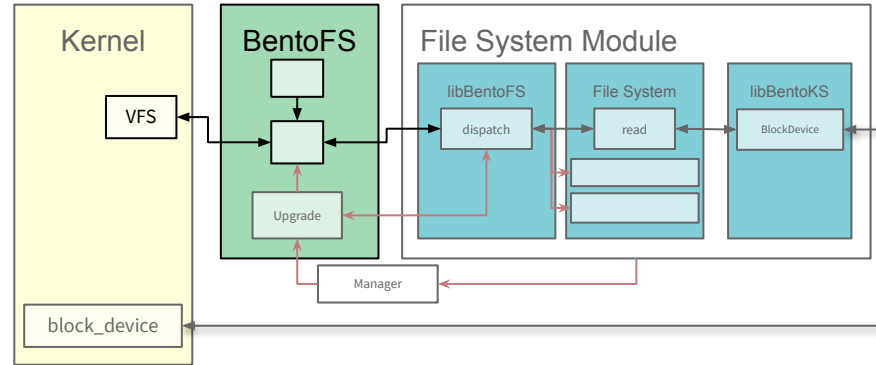 Kernel
BentoFS
File System Module
libBentoFS
File System
libBentoKS
VFS
dispatch
read
BlockDevice
Upgrade
Manager
block_device